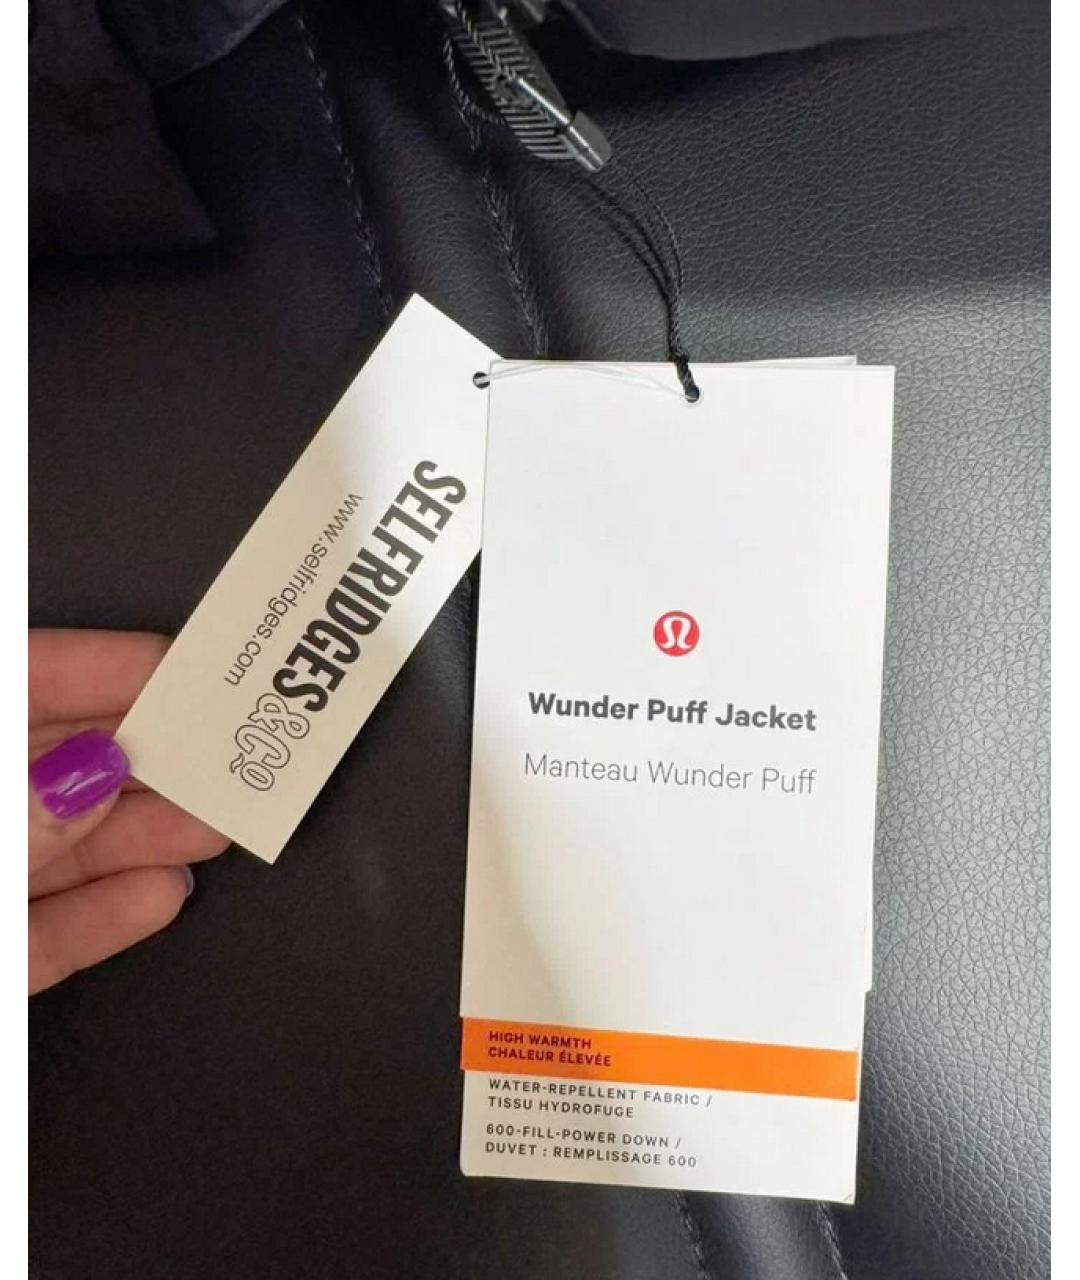 SELFRIDGES&Co
www.selfridges.com
Wunder Puff Jacket
Manteau Wunder Puff
HIGH WARMTH
CHALEUR ÉLEVÉE
WATER-REPELLENT FABRIC /
TISSU HYDROFUGE
600-FILL-POWER DOWN /
DUVET : REMPLISSAGE 600